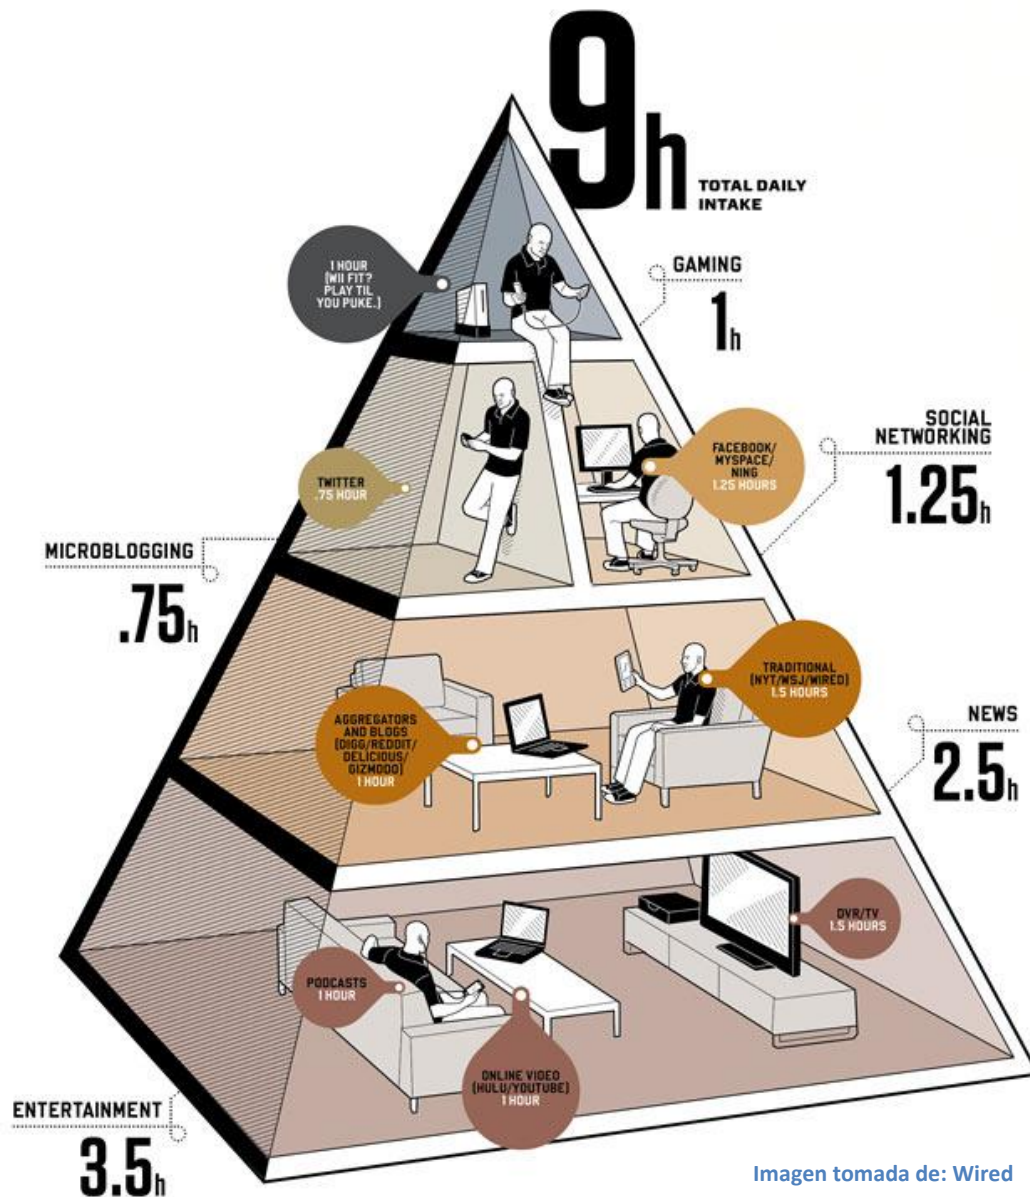 9h
TOTAL DAILY
INTAKE
1 HOUR
[WII FIT?
PLAY TIL
YOU PUKE.]
GAMING
1h
TWITTER
.75 HOUR
FACEBOOK/
MYSPACE/
NING
1.25 HOURS
SOCIAL
NETWORKING
1.25h
MICROBLOGGING
.75h
AGGREGATORS
AND BLOGS
[DIGG/REDDIT/
DELICIOUS/
GIZMODO]
1 HOUR
TRADITIONAL
[NYT/WSJ/WIRED]
1.5 HOURS
NEWS
2.5h
PODCASTS
1 HOUR
ONLINE VIDEO
[HULU/YOUTUBE]
1 HOUR
DVR/TV
1.5 HOURS
ENTERTAINMENT
3.5h
Imagen tomada de: Wired